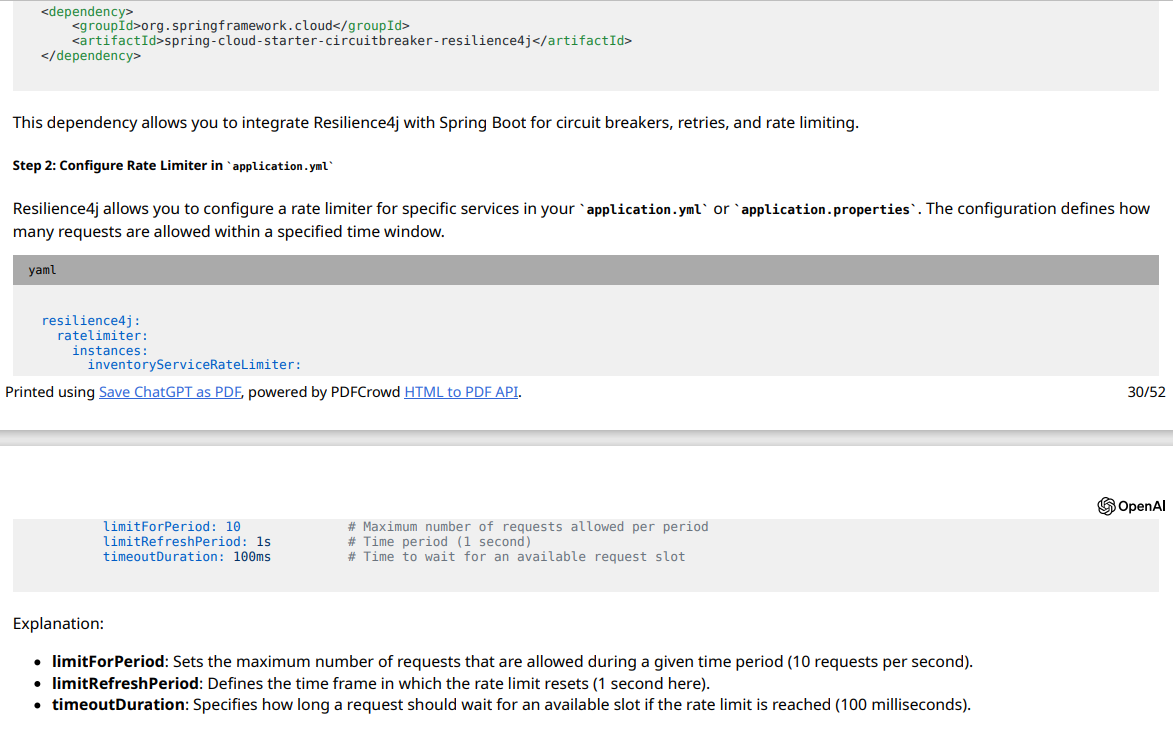 <dependency>
<groupId>org.springframework.cloud</groupId>
<artifactId>spring-cloud-starter-circuitbreaker-resilience4j</artifactId>
</dependency>
This dependency allows you to integrate Resilience4j with Spring Boot for circuit breakers, retries, and rate limiting.
Step 2: Configure Rate Limiter in `application.yml`
Resilience4j allows you to configure a rate limiter for specific services in your `application.yml` or `application.properties`. The configuration defines how
many requests are allowed within a specified time window.
yaml
resilience4j:
ratelimiter:
instances:
inventoryServiceRateLimiter:
Printed using Save ChatGPT as PDF, powered by PDFCrowd HTML to PDF API. 30/52
OpenAI
limitForPeriod: 10 # Maximum number of requests allowed per period
limitRefreshPeriod: 1s # Time period (1 second)
timeoutDuration: 100ms # Time to wait for an available request slot
Explanation:
• limitForPeriod: Sets the maximum number of requests that are allowed during a given time period (10 requests per second).
• limitRefreshPeriod: Defines the time frame in which the rate limit resets (1 second here).
• timeoutDuration: Specifies how long a request should wait for an available slot if the rate limit is reached (100 milliseconds).